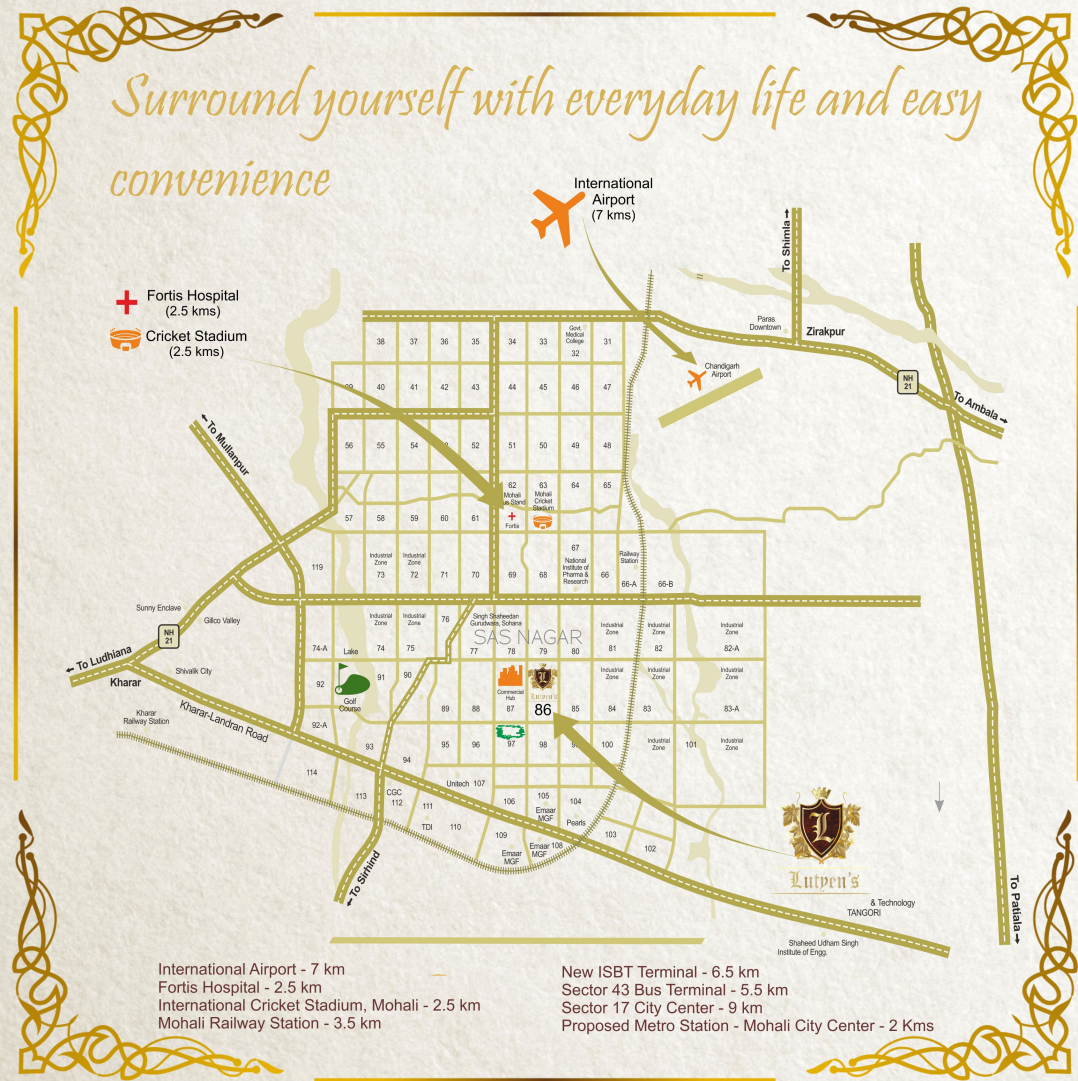 Surround yourself with everyday life and easy
convenience
International
Airport
(7 kms)
To Shimla
Fortis Hospital
(2.5 kms)
Cricket Stadium
(2.5 kms)
Paras
Downtown
Zirakpur
Govt.
Medical
College
38 37 36 35 34 33 32 31
Chandigarh
Airport
NH
21
To Ambala
39 40 41 42 43 44 45 46 47
To Mullanpur
56 55 54 52 51 50 49 48
62 63 64 65
Mohali
Stand
Mohali
Cricket
Stadium
57 58 59 60 61
Fortis
119
Industrial
Zone
73
Industrial
Zone
72
71 70 69 68
67
National
Institute of
Pharma &
Research
66
Railway
Station
66-A 66-B
Sunny Enclave
Gillco Valley
NH
21
To Ludhiana
Kharar
Shivalik City
Kharar
Railway Station
Kharar-Landran Road
Industrial
Zone
74
Industrial
Zone
75
76
Singh Shaheedan
Gurudwara, Sohana
SAS NAGAR
77 78 79 80
Industrial
Zone
81
Industrial
Zone
82
Industrial
Zone
82-A
74-A
Lake
92 91 90
Golf
Course
Commercial
Hub
87
Lutyen's
86
89 88 85
Industrial
Zone
84
Industrial
Zone
83
Industrial
Zone
83-A
92-A
93 94 95 96 97 98 100
Industrial
Zone
101
Industrial
Zone
114
113
CGC
112
111
Unitech 107
106 105 104
Emaar
MGF
Pearls
TDI 110
109
Emaar
MGF
Emaar 108
MGF
103
102
To Sirhind
L
Lutyen's
To Patiala
& Technology
TANGORI
Shaheed Udham Singh
Institute of Engg.
International Airport - 7 km
Fortis Hospital - 2.5 km
International Cricket Stadium, Mohali - 2.5 km
Mohali Railway Station - 3.5 km
New ISBT Terminal - 6.5 km
Sector 43 Bus Terminal - 5.5 km
Sector 17 City Center - 9 km
Proposed Metro Station - Mohali City Center - 2 Kms